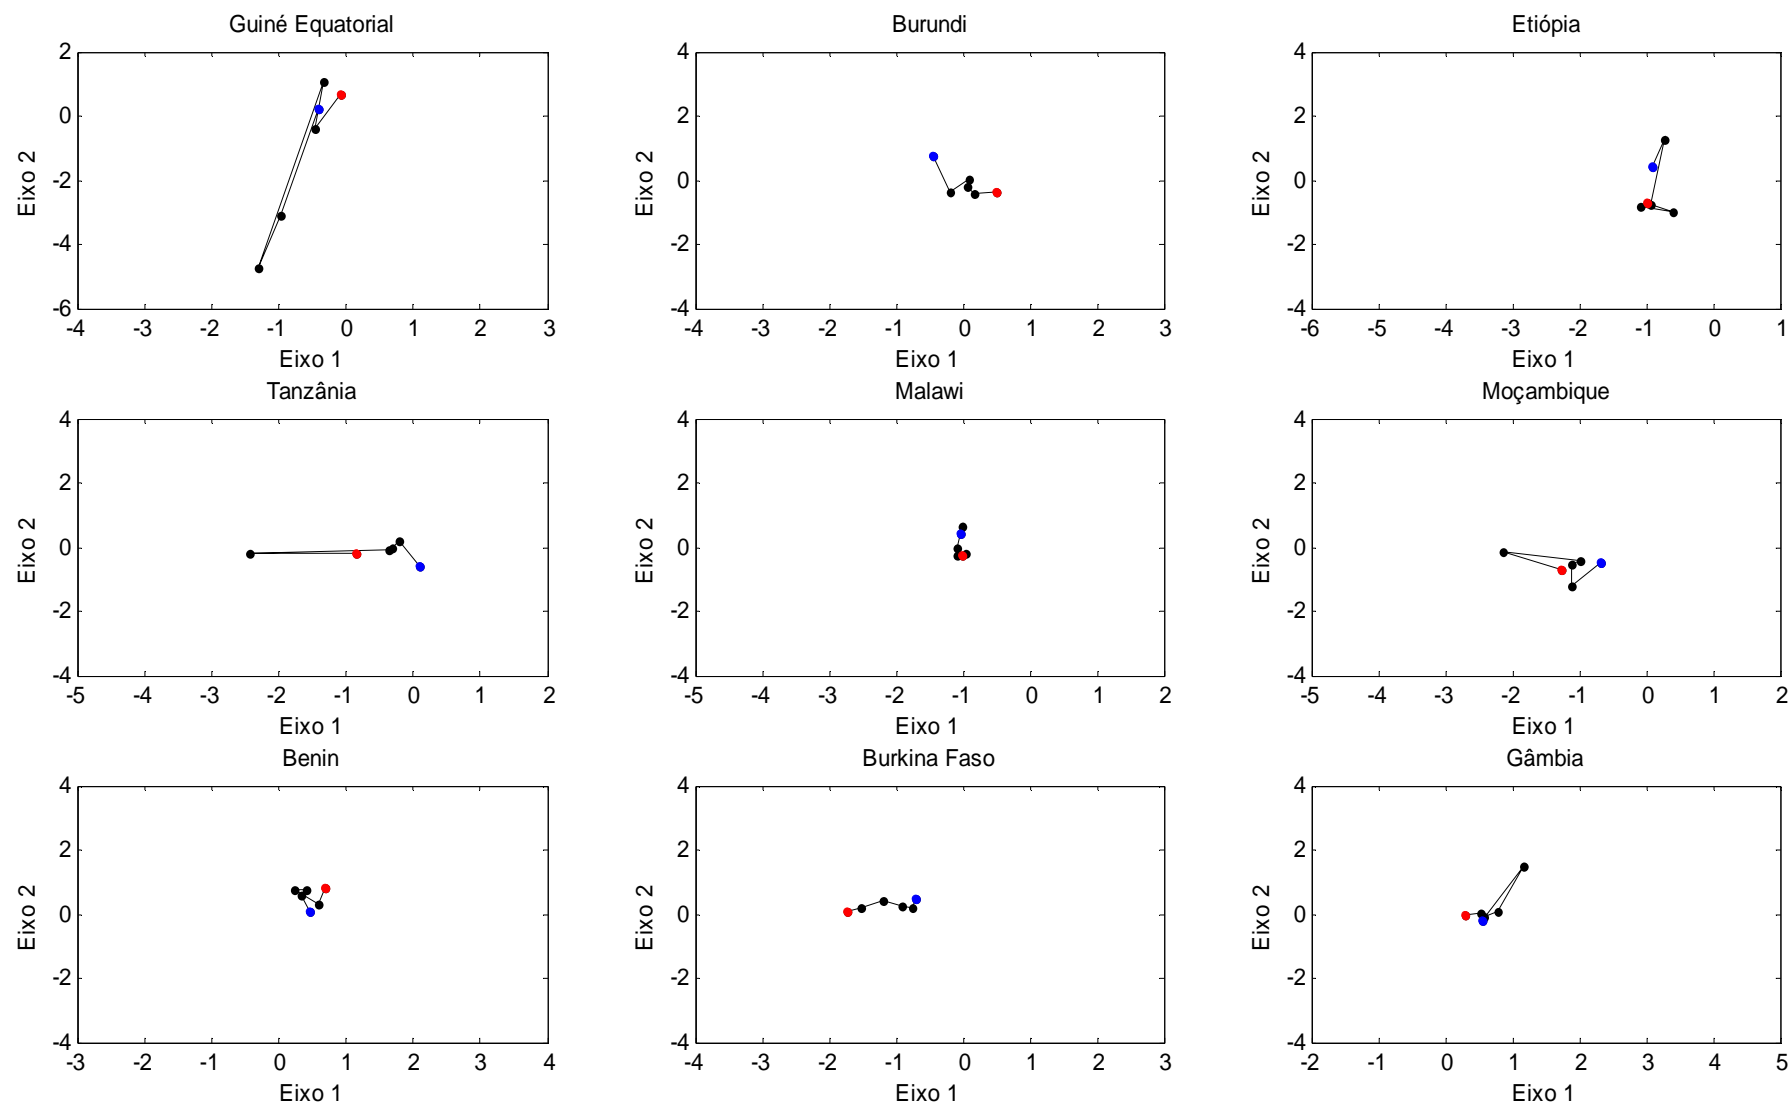 Guiné Equatorial Burundi Etiópia
2 4 4
0 2 2
-2 0 0
-4 -2 -2
-6 -4 -4
Eixo 2 Eixo 2 Eixo 2
-4 -3 -2 -1 0 1 2 3 -4 -3 -2 -1 0 1 2 3 -6 -5 -4 -3 -2 -1 0 1
Eixo 1 Eixo 1 Eixo 1
Tanzânia Malawi Moçambique
4 4 4
2 2 2
0 0 0
-2 -2 -2
-4 -4 -4
Eixo 2 Eixo 2 Eixo 2
-5 -4 -3 -2 -1 0 1 2 -5 -4 -3 -2 -1 0 1 2 -5 -4 -3 -2 -1 0 1 2
Eixo 1 Eixo 1 Eixo 1
Benin Burkina Faso Gâmbia
4 4 4
2 2 2
0 0 0
-2 -2 -2
-4 -4 -4
Eixo 2 Eixo 2 Eixo 2
-3 -2 -1 0 1 2 3 4 -4 -3 -2 -1 0 1 2 3 -2 -1 0 1 2 3 4 5
Eixo 1 Eixo 1 Eixo 1